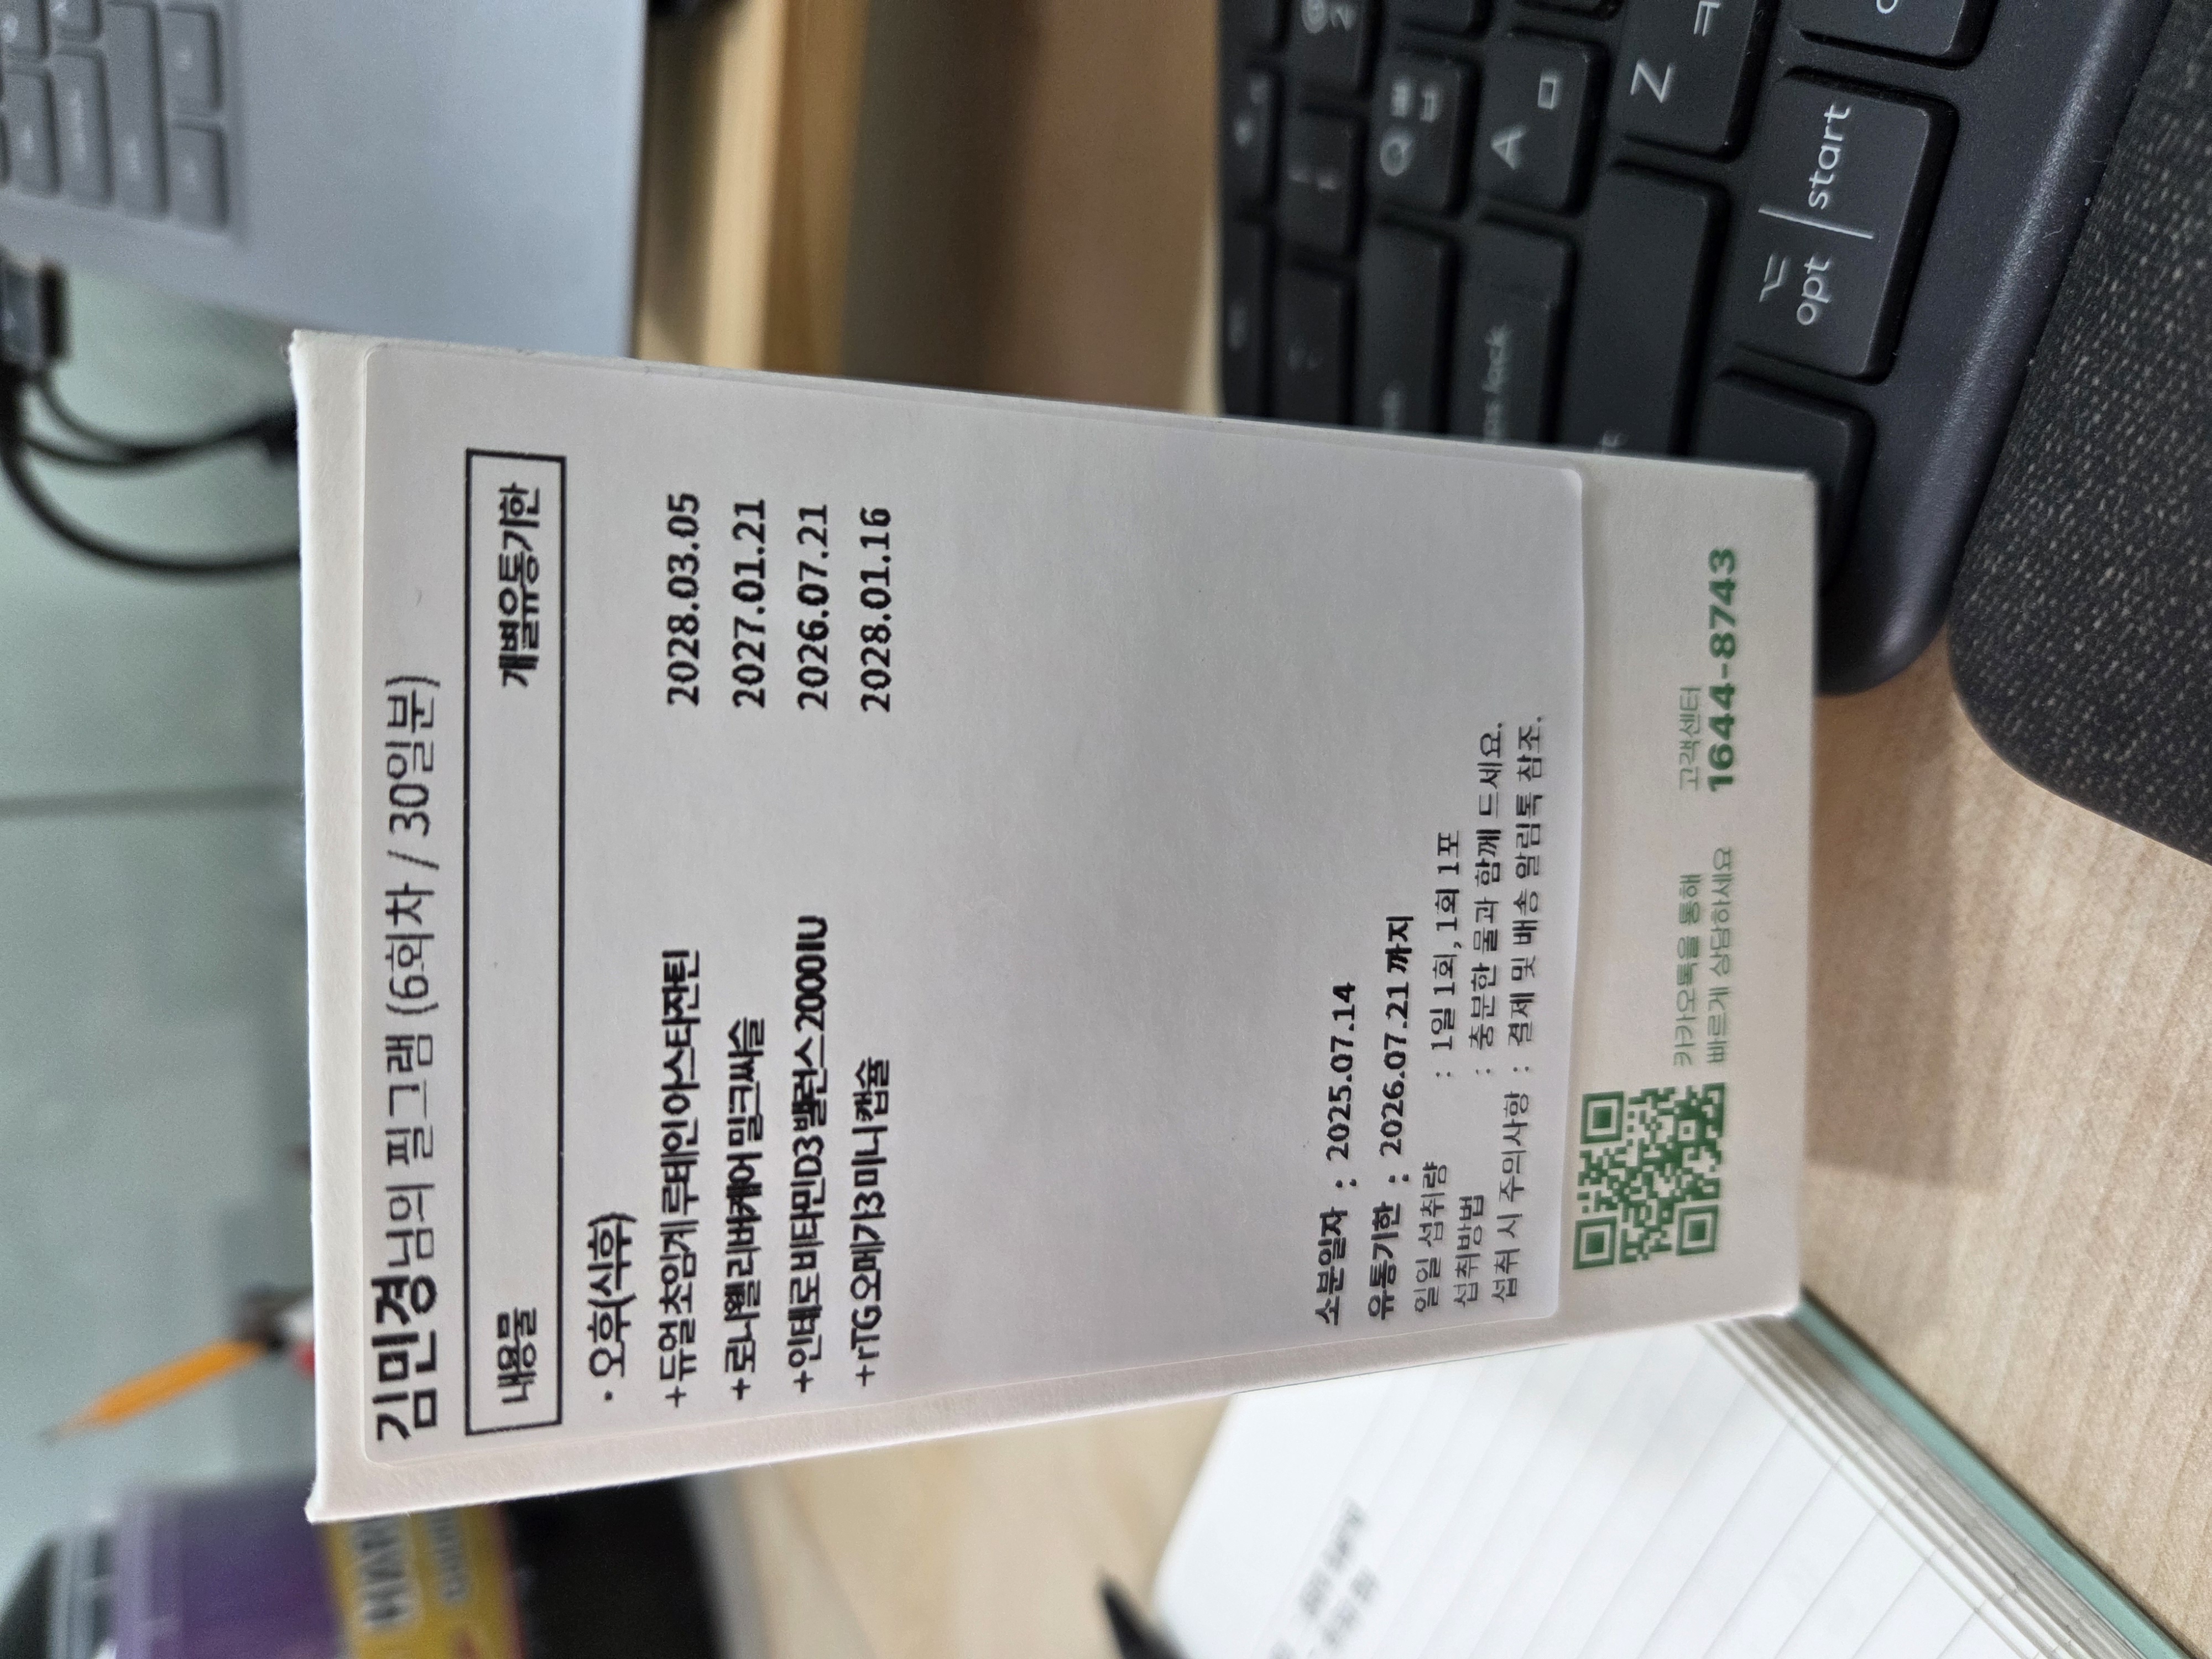 김민경님의 필그램 (6회차 / 30일분)
내용물 개별유통기한
· 오후(식후)
+듀얼초임계루테인아스타잔틴 2028.03.05
+로니웰리버케어밀크씨슬 2027.01.21
+인테로비타민D3밸런스2000IU 2026.07.21
+rTG오메가3미니캡슐 2028.01.16
소분일자 : 2025.07.14
유통기한 : 2026.07.21 까지
일일 섭취량 : 1일 1회, 1회 1포
섭취방법 : 충분한 물과 함께 드세요.
섭취 시 주의사항 : 결제 및 배송 알림톡 참조.
카카오톡을 통해
빠르게 상담하세요
고객센터
1644-8743
Q ㅃ ㅂ
A ㅁ
Z ㅋ
opt start